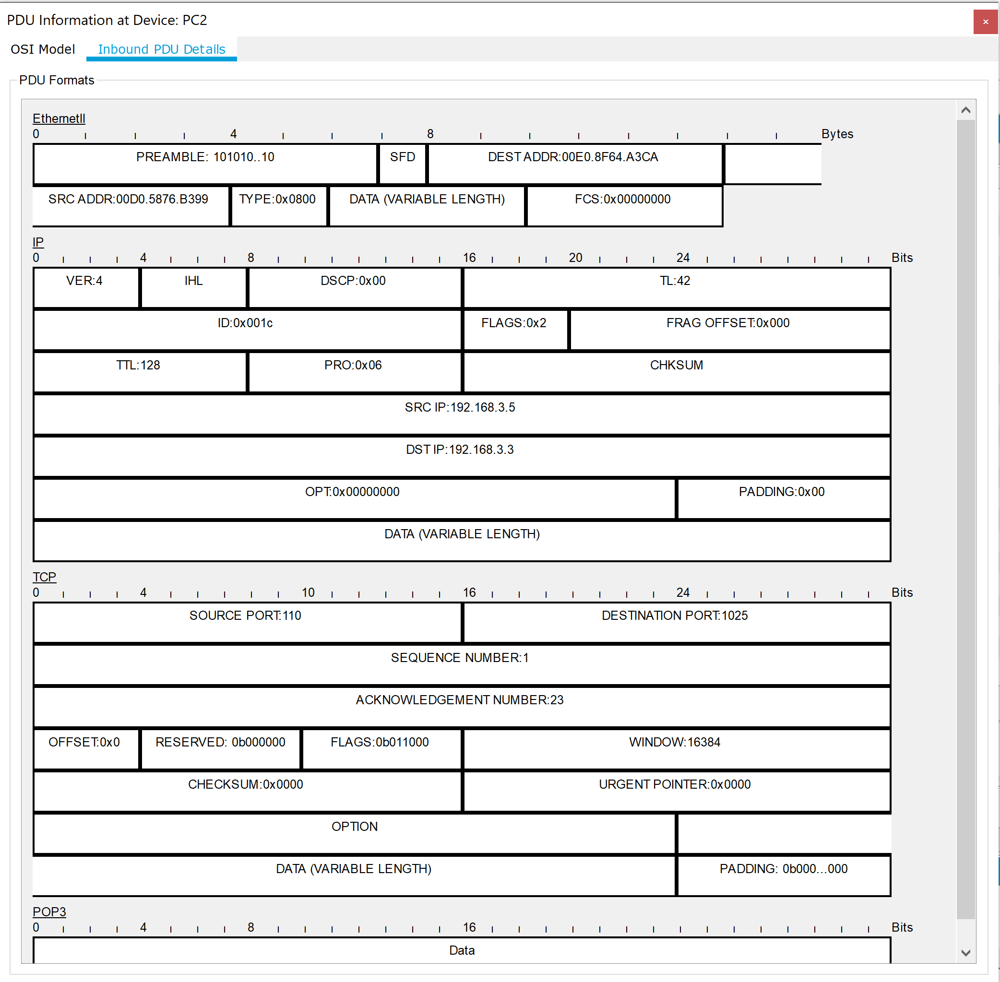 PDU Information at Device: PC2
x
OSI Model Inbound PDU Details
PDU Formats
EthernetII
0 4 8 Bytes
PREAMBLE: 101010..10 SFD DEST ADDR:00E0.8F64.A3CA
SRC ADDR:00D0.5876.B399 TYPE:0x0800 DATA (VARIABLE LENGTH) FCS:0x00000000
IP
0 4 8 16 20 24 Bits
VER:4 IHL DSCP:0x00 TL:42
ID:0x001c FLAGS:0x2 FRAG OFFSET:0x000
TTL:128 PRO:0x06 CHKSUM
SRC IP:192.168.3.5
DST IP:192.168.3.3
OPT:0x00000000 PADDING:0x00
DATA (VARIABLE LENGTH)
TCP
0 4 10 16 24 Bits
SOURCE PORT:110 DESTINATION PORT:1025
SEQUENCE NUMBER:1
ACKNOWLEDGEMENT NUMBER:23
OFFSET:0x0 RESERVED: 0b000000 FLAGS:0b011000 WINDOW:16384
CHECKSUM:0x0000 URGENT POINTER:0x0000
OPTION
DATA (VARIABLE LENGTH) PADDING: 0b000...000
POP3
0 4 8 16 Bits
Data